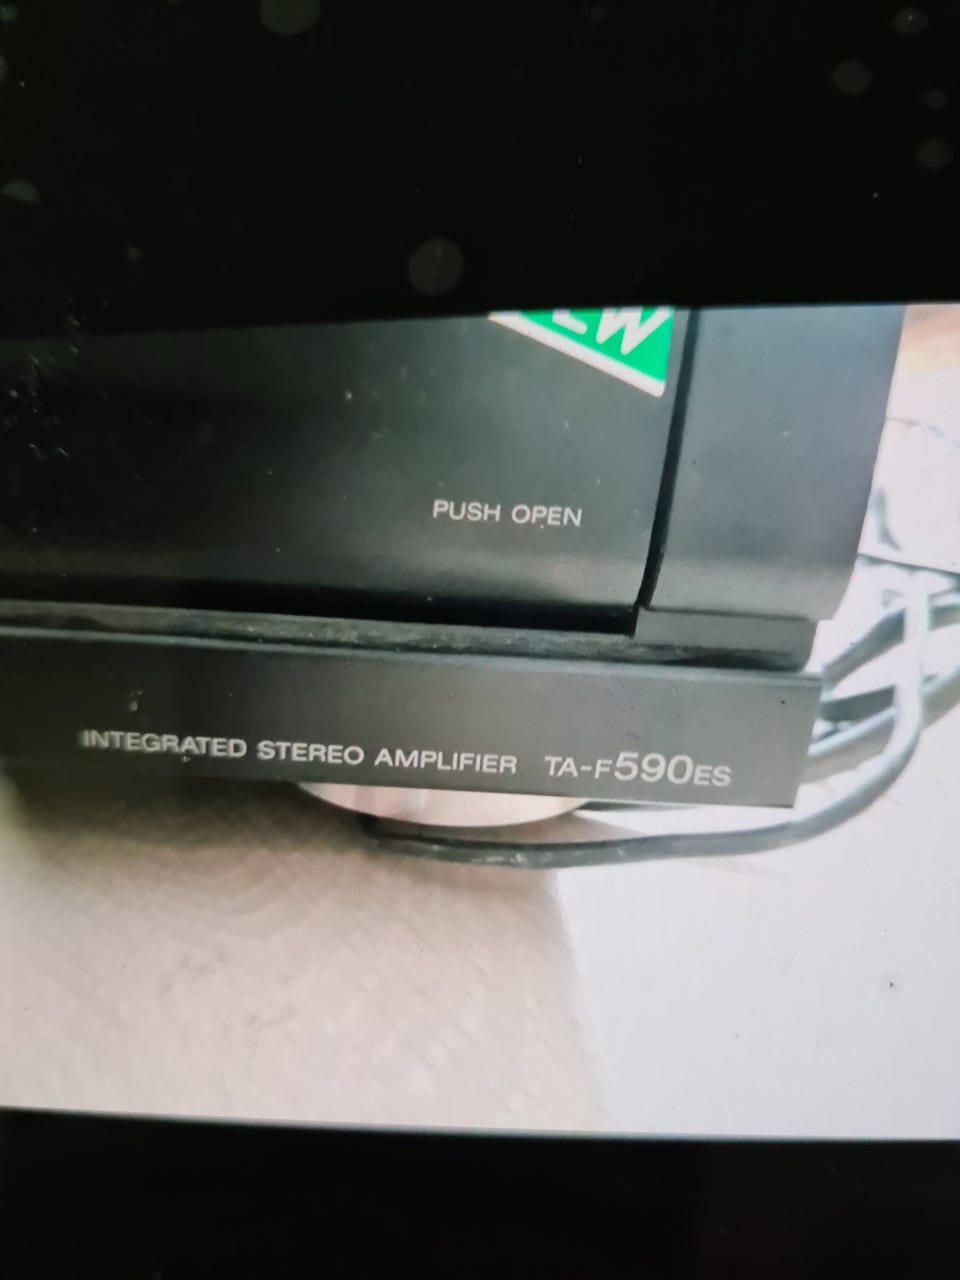 PUSH OPEN
INTEGRATED STEREO AMPLIFIER TA-F590ES